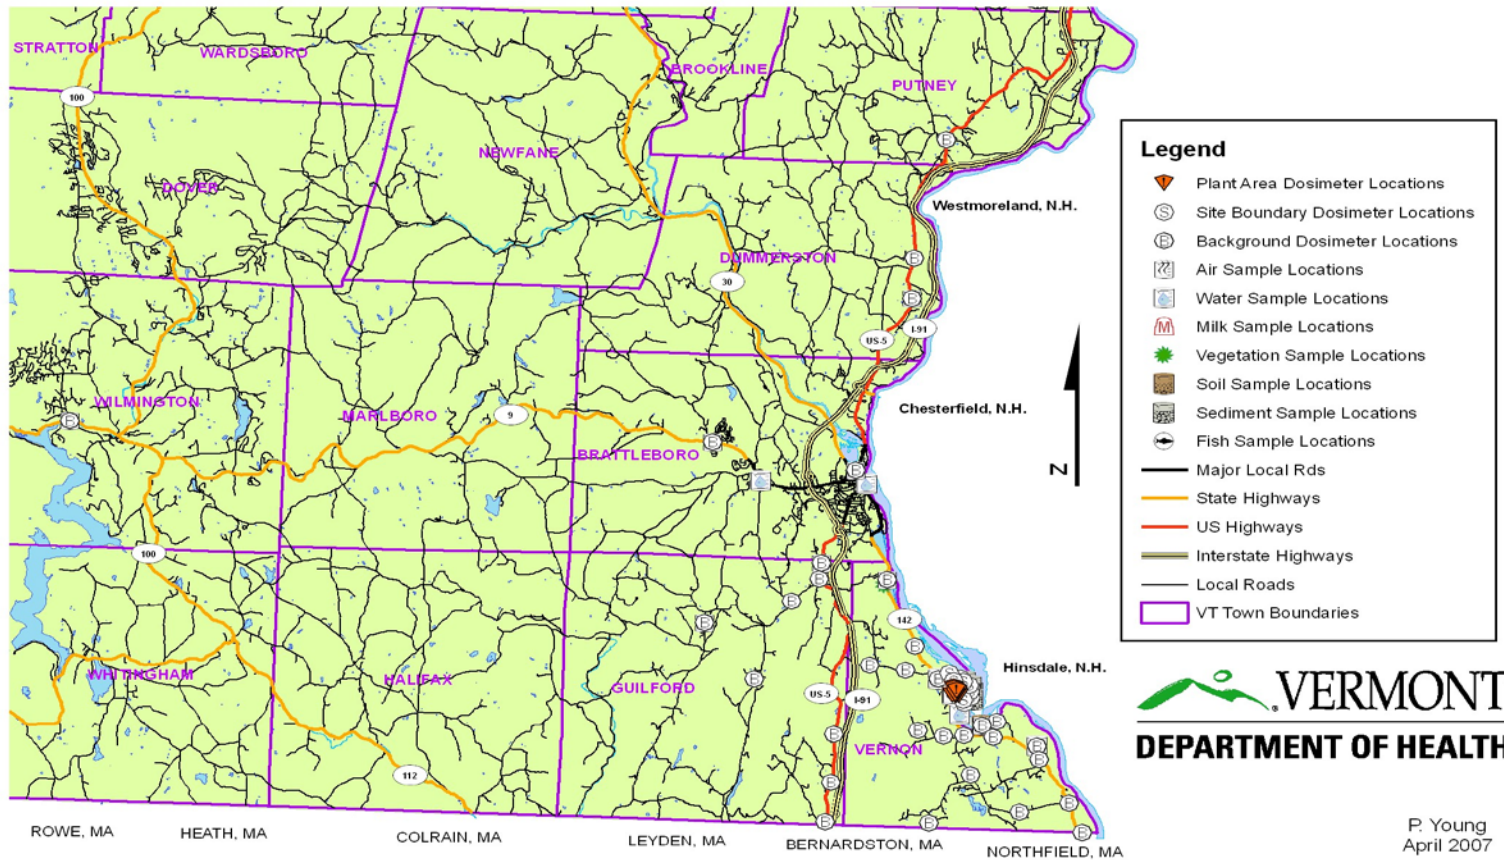 STRATTON
WARDSBORO
BROOKLINE
PUTNEY
100
NEWFANE
DOVER
Westmoreland, N.H.
DUMMERSTON
30
I-91
US-5
WILMINGTON
MARLBORO
9
Chesterfield, N.H.
BRATTLEBORO
100
142
WHITINGHAM
HALIFAX
GUILFORD
US-5
I-91
Hinsdale, N.H.
VERNON
112
ROWE, MA
HEATH, MA
COLRAIN, MA
LEYDEN, MA
BERNARDSTON, MA
NORTHFIELD, MA
N
Legend
Plant Area Dosimeter Locations
S Site Boundary Dosimeter Locations
B Background Dosimeter Locations
Air Sample Locations
Water Sample Locations
M Milk Sample Locations
Vegetation Sample Locations
Soil Sample Locations
Sediment Sample Locations
Fish Sample Locations
Major Local Rds
State Highways
US Highways
Interstate Highways
Local Roads
VT Town Boundaries
VERMONT
DEPARTMENT OF HEALTH
P. Young
April 2007